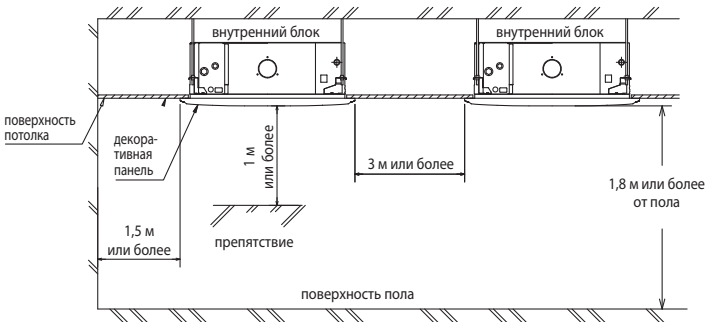 внутренний блок
внутренний блок
поверхность
потолка
декора-
тивная
панель
1 м
или более
3 м или более
1,8 м или более
от пола
1,5 м
или более
препятствие
поверхность пола